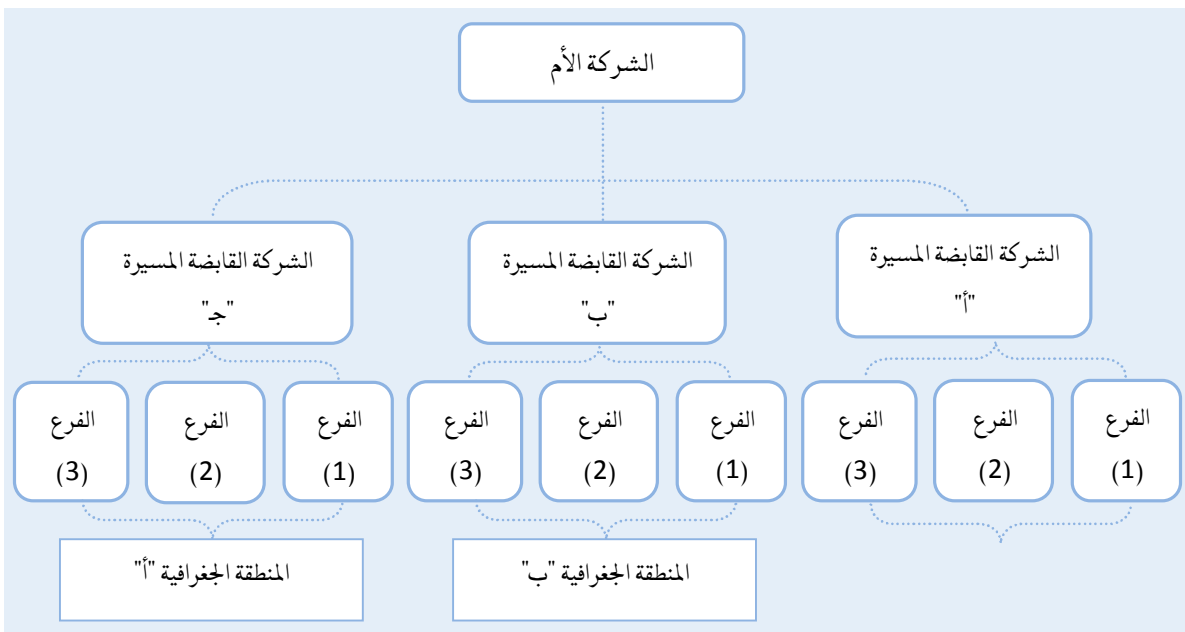 الشركة الأم
الشركة القابضة المسيرة
"أ"
الشركة القابضة المسيرة
"ب"
الشركة القابضة المسيرة
"جـ"
الفرع
(1)
الفرع
(2)
الفرع
(3)
الفرع
(1)
الفرع
(2)
الفرع
(3)
الفرع
(1)
الفرع
(2)
الفرع
(3)
المنطقة الجغرافية "ب"
المنطقة الجغرافية "أ"